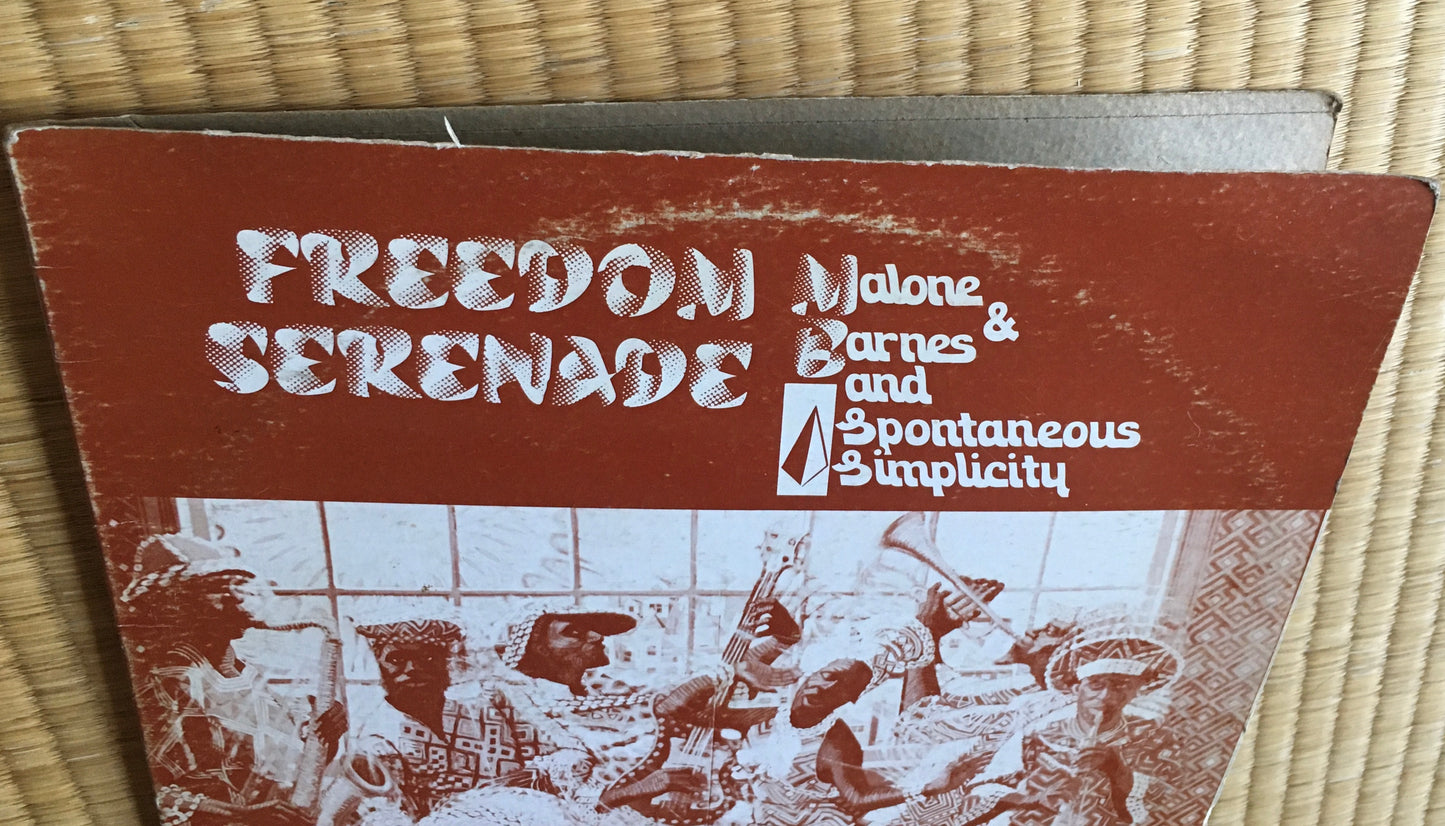 FREEDOM
SERENADE
Malone
& Barnes
and
Spontaneous
Simplicity